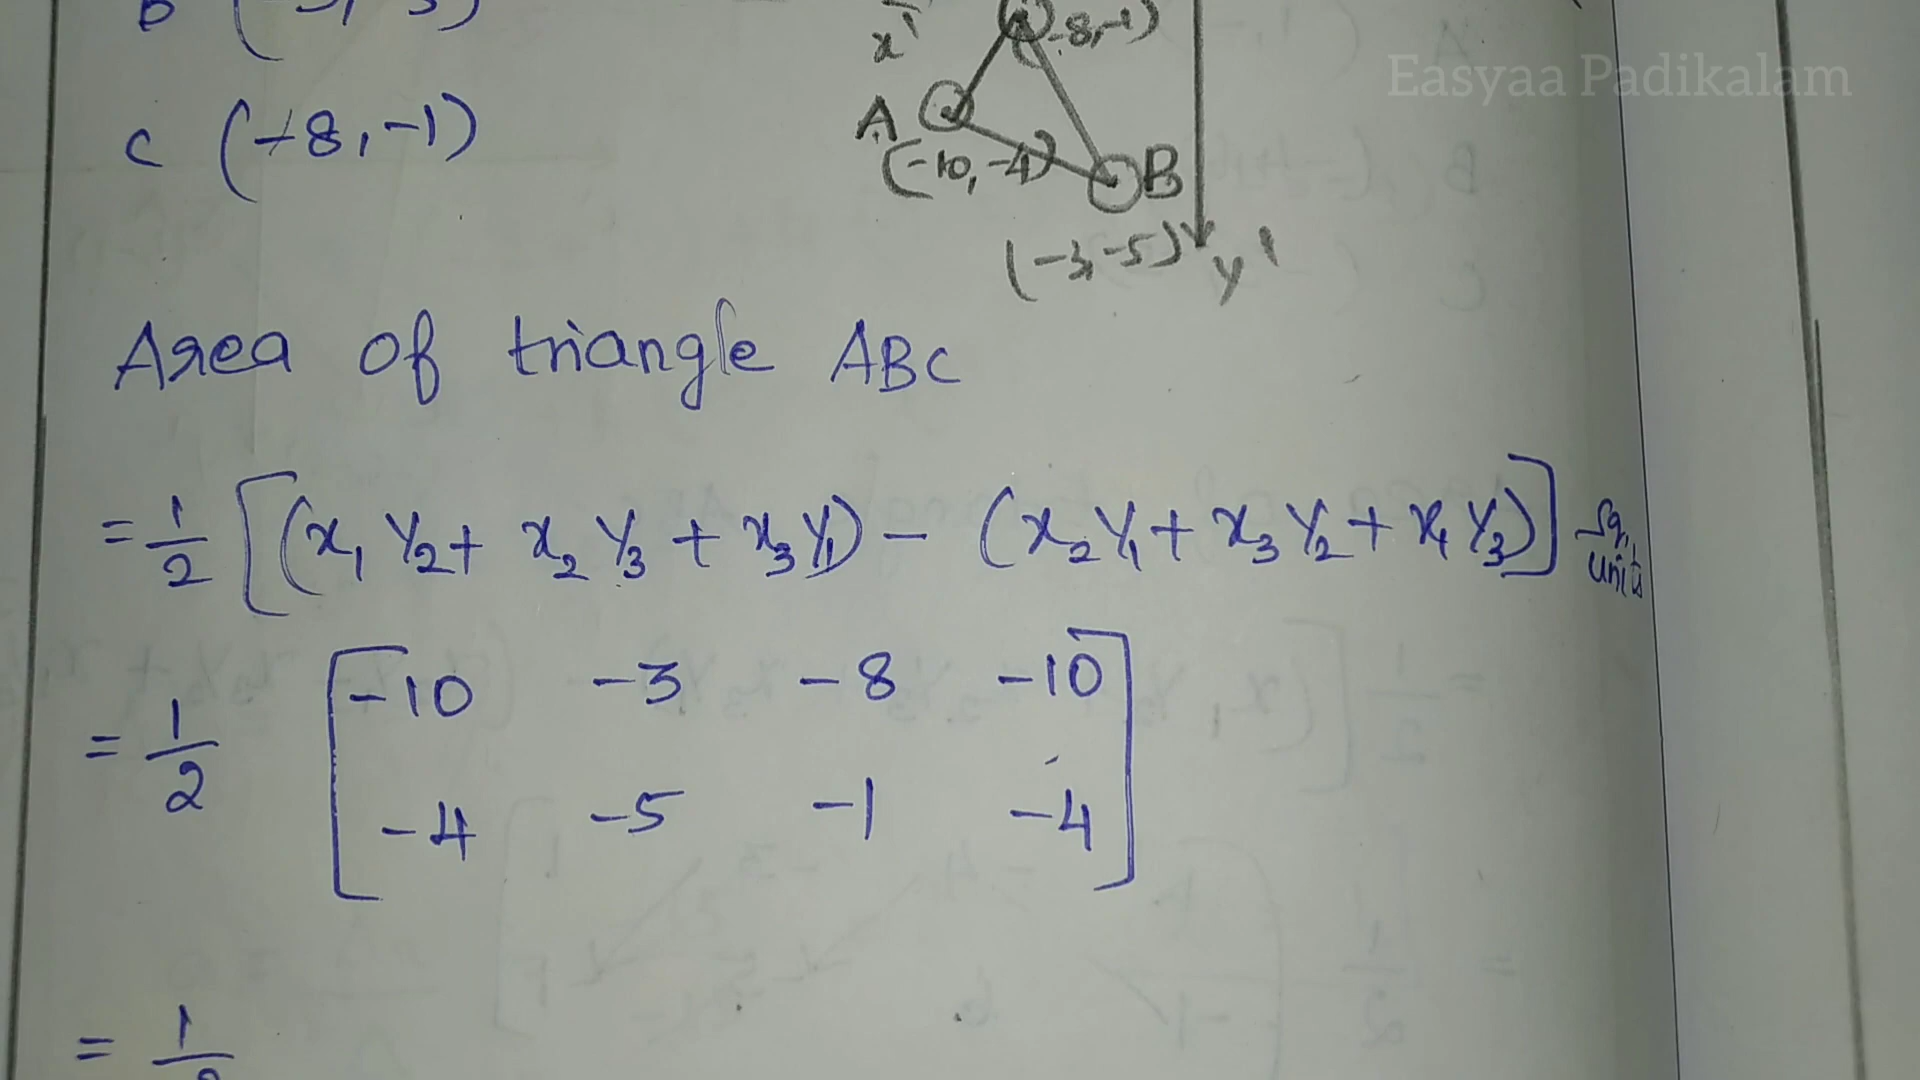 C (-8, -1)
x'
(-8,-1)
A
(-10, -4)
B
(-3,-5)
y'
Easyaa Padikalam
Area of triangle ABC
= 1/2 [(x₁ y₂ + x₂ y₃ + x₃ y₁) - (x₂ y₁ + x₃ y₂ + x₁ y₃)] sq. units
= 1/2 [-10 -3 -8 -10
-4 -5 -1 -4]
= 1